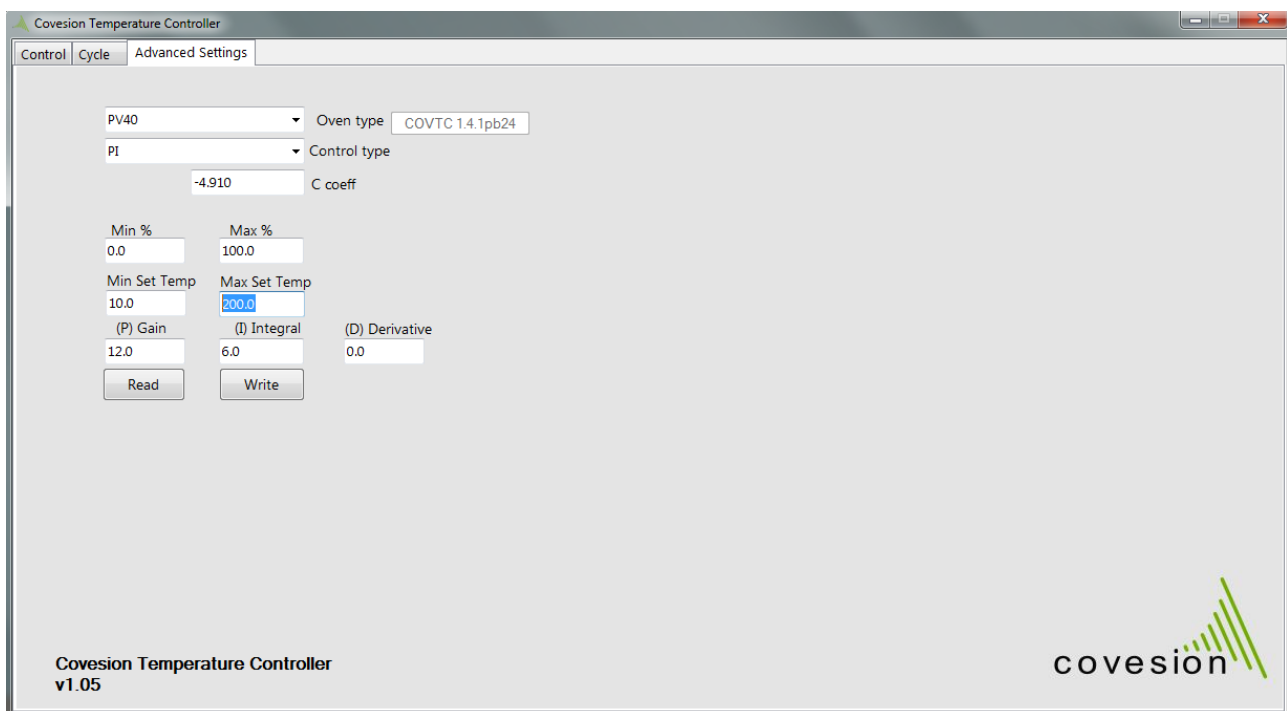 Covesion Temperature Controller
Control Cycle Advanced Settings
PV40 Oven type COVTC 1.4.1pb24
PI Control type
-4.910 C coeff
Min % Max %
0.0 100.0
Min Set Temp Max Set Temp
10.0 200.0
(P) Gain (I) Integral (D) Derivative
12.0 6.0 0.0
Read Write
Covesion Temperature Controller
v1.05
covesion